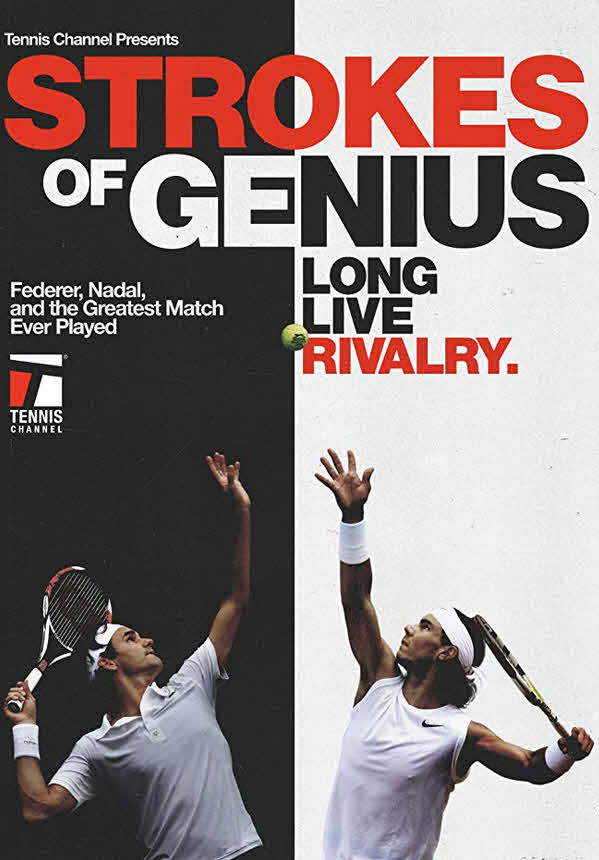 Tennis Channel Presents
STROKES
OF GENIUS
LONG
LIVE
RIVALRY.
Federer, Nadal,
and the Greatest Match
Ever Played
T
TENNIS
CHANNEL